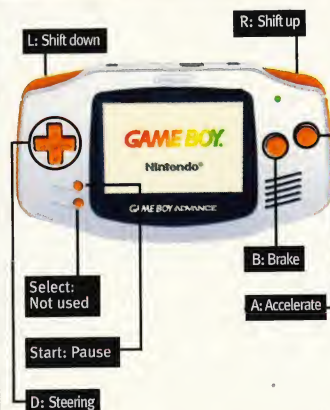 R: Shift up
L: Shift down
GAME BOY.
Nintendo®
GAME BOY ADVANCE
B: Brake
Select:
Not used
A: Accelerate
Start: Pause
D: Steering